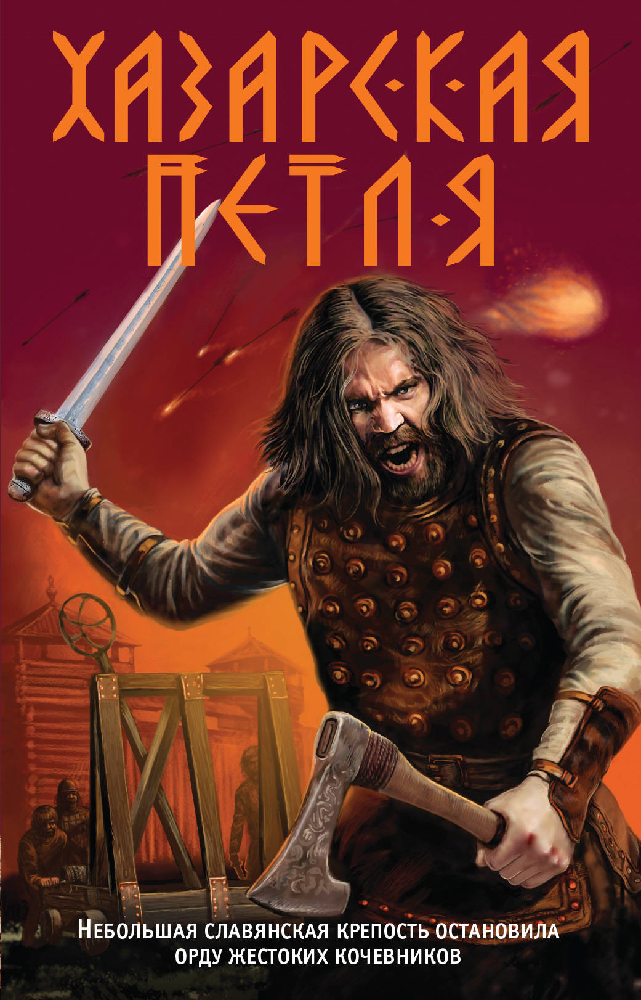 ХАЗАРСКАЯ
ПЕТЛЯ
НЕБОЛЬШАЯ СЛАВЯНСКАЯ КРЕПОСТЬ ОСТАНОВИЛА
ОРДУ ЖЕСТОКИХ КОЧЕВНИКОВ